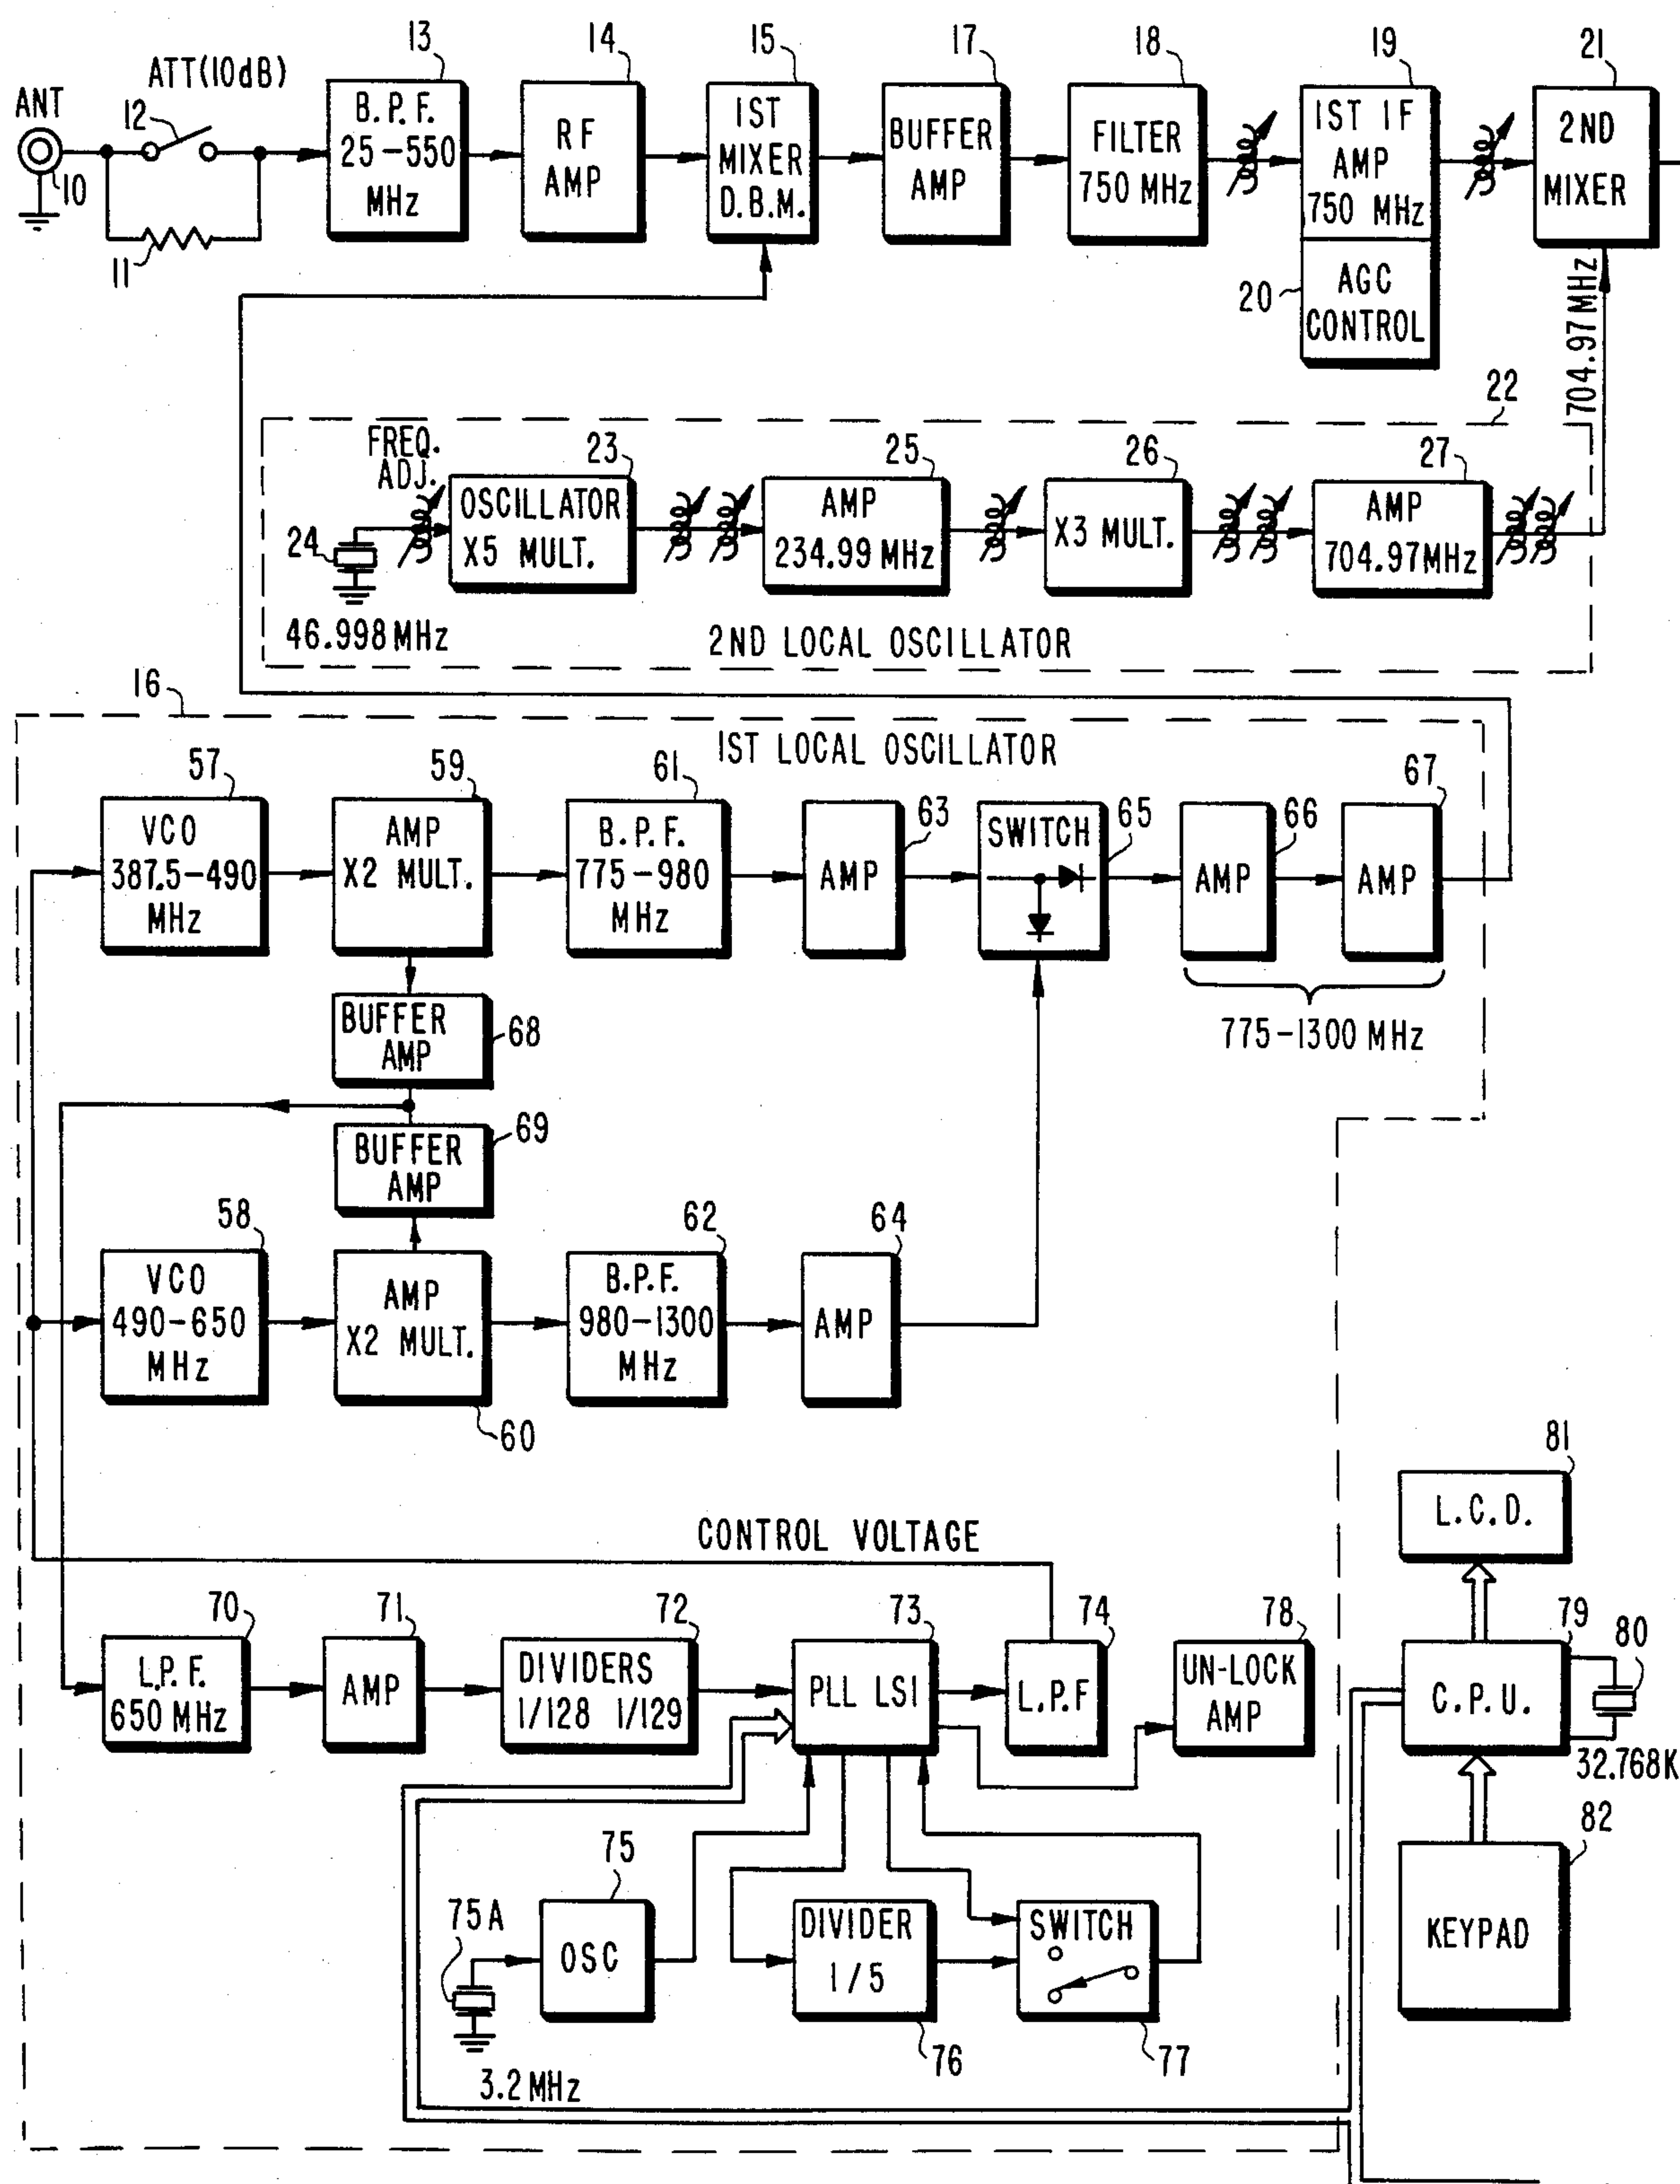 ANT
10
ATT(10dB)
12
11
13
B.P.F.
25-550
MHz
14
RF
AMP
15
1ST
MIXER
D.B.M.
17
BUFFER
AMP
18
FILTER
750 MHz
19
1ST IF
AMP
750 MHz
20
AGC
CONTROL
21
2ND
MIXER
704.97MHz
22
FREQ.
ADJ.
24
46.998MHz
23
OSCILLATOR
X5 MULT.
25
AMP
234.99 MHz
26
X3 MULT.
27
AMP
704.97MHz
2ND LOCAL OSCILLATOR
16
1ST LOCAL OSCILLATOR
57
VCO
387.5-490
MHz
59
AMP
X2 MULT.
61
B.P.F.
775-980
MHz
63
AMP
SWITCH
65
AMP
66
67
AMP
775-1300 MHz
BUFFER
AMP
68
BUFFER
AMP
69
58
VCO
490-650
MHz
AMP
X2 MULT.
60
62
B.P.F.
980-1300
MHz
64
AMP
CONTROL VOLTAGE
70
L.P.F.
650 MHz
71
AMP
72
DIVIDERS
1/128 1/129
73
PLL LSI
74
L.P.F
78
UN-LOCK
AMP
81
L.C.D.
79
C.P.U.
80
32.768K
82
KEYPAD
75A
3.2MHz
75
OSC
DIVIDER
1/5
76
SWITCH
77